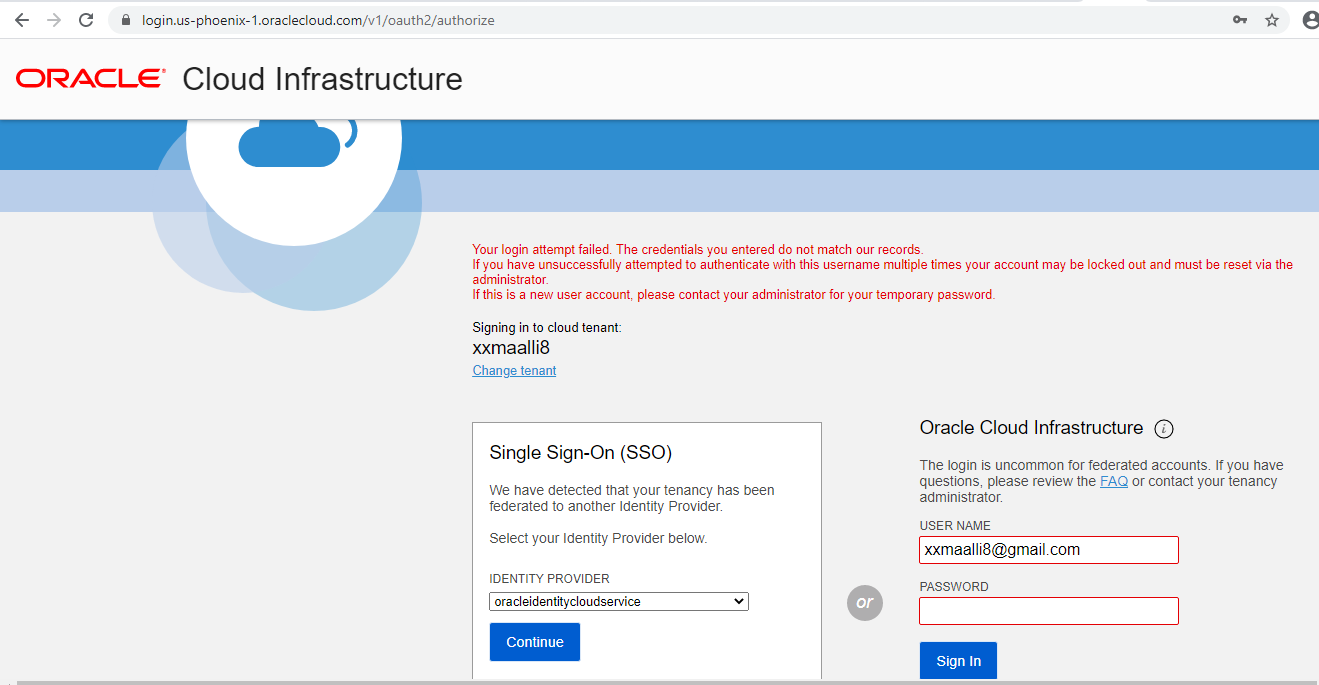 login.us-phoenix-1.oraclecloud.com/v1/oauth2/authorize
ORACLE® Cloud Infrastructure
Your login attempt failed. The credentials you entered do not match our records.
If you have unsuccessfully attempted to authenticate with this username multiple times your account may be locked out and must be reset via the
administrator.
If this is a new user account, please contact your administrator for your temporary password.
Signing in to cloud tenant:
xxmaalli8
Change tenant
Single Sign-On (SSO)
We have detected that your tenancy has been
federated to another Identity Provider.
Select your Identity Provider below.
IDENTITY PROVIDER
oracleidentitycloudservice
Continue
or
Oracle Cloud Infrastructure i
The login is uncommon for federated accounts. If you have
questions, please review the FAQ or contact your tenancy
administrator.
USER NAME
xxmaalli8@gmail.com
PASSWORD
Sign In